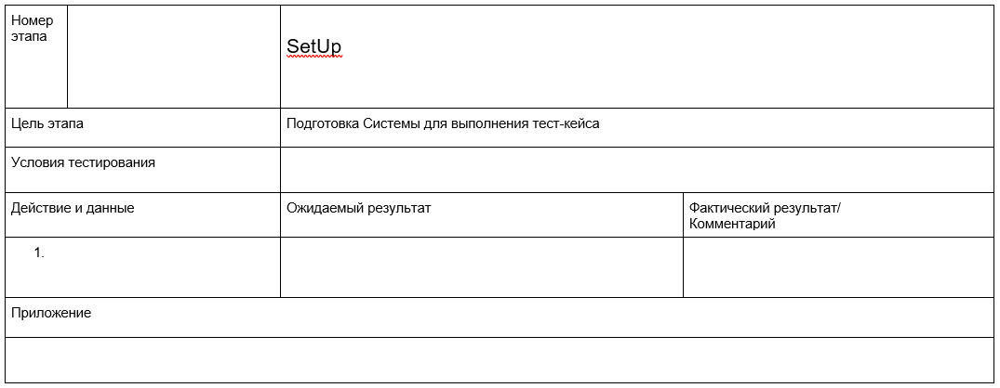 Номер
этапа
SetUp
Цель этапа
Подготовка Системы для выполнения тест-кейса
Условия тестирования
Действие и данные
Ожидаемый результат
Фактический результат/
Комментарий
1.
Приложение